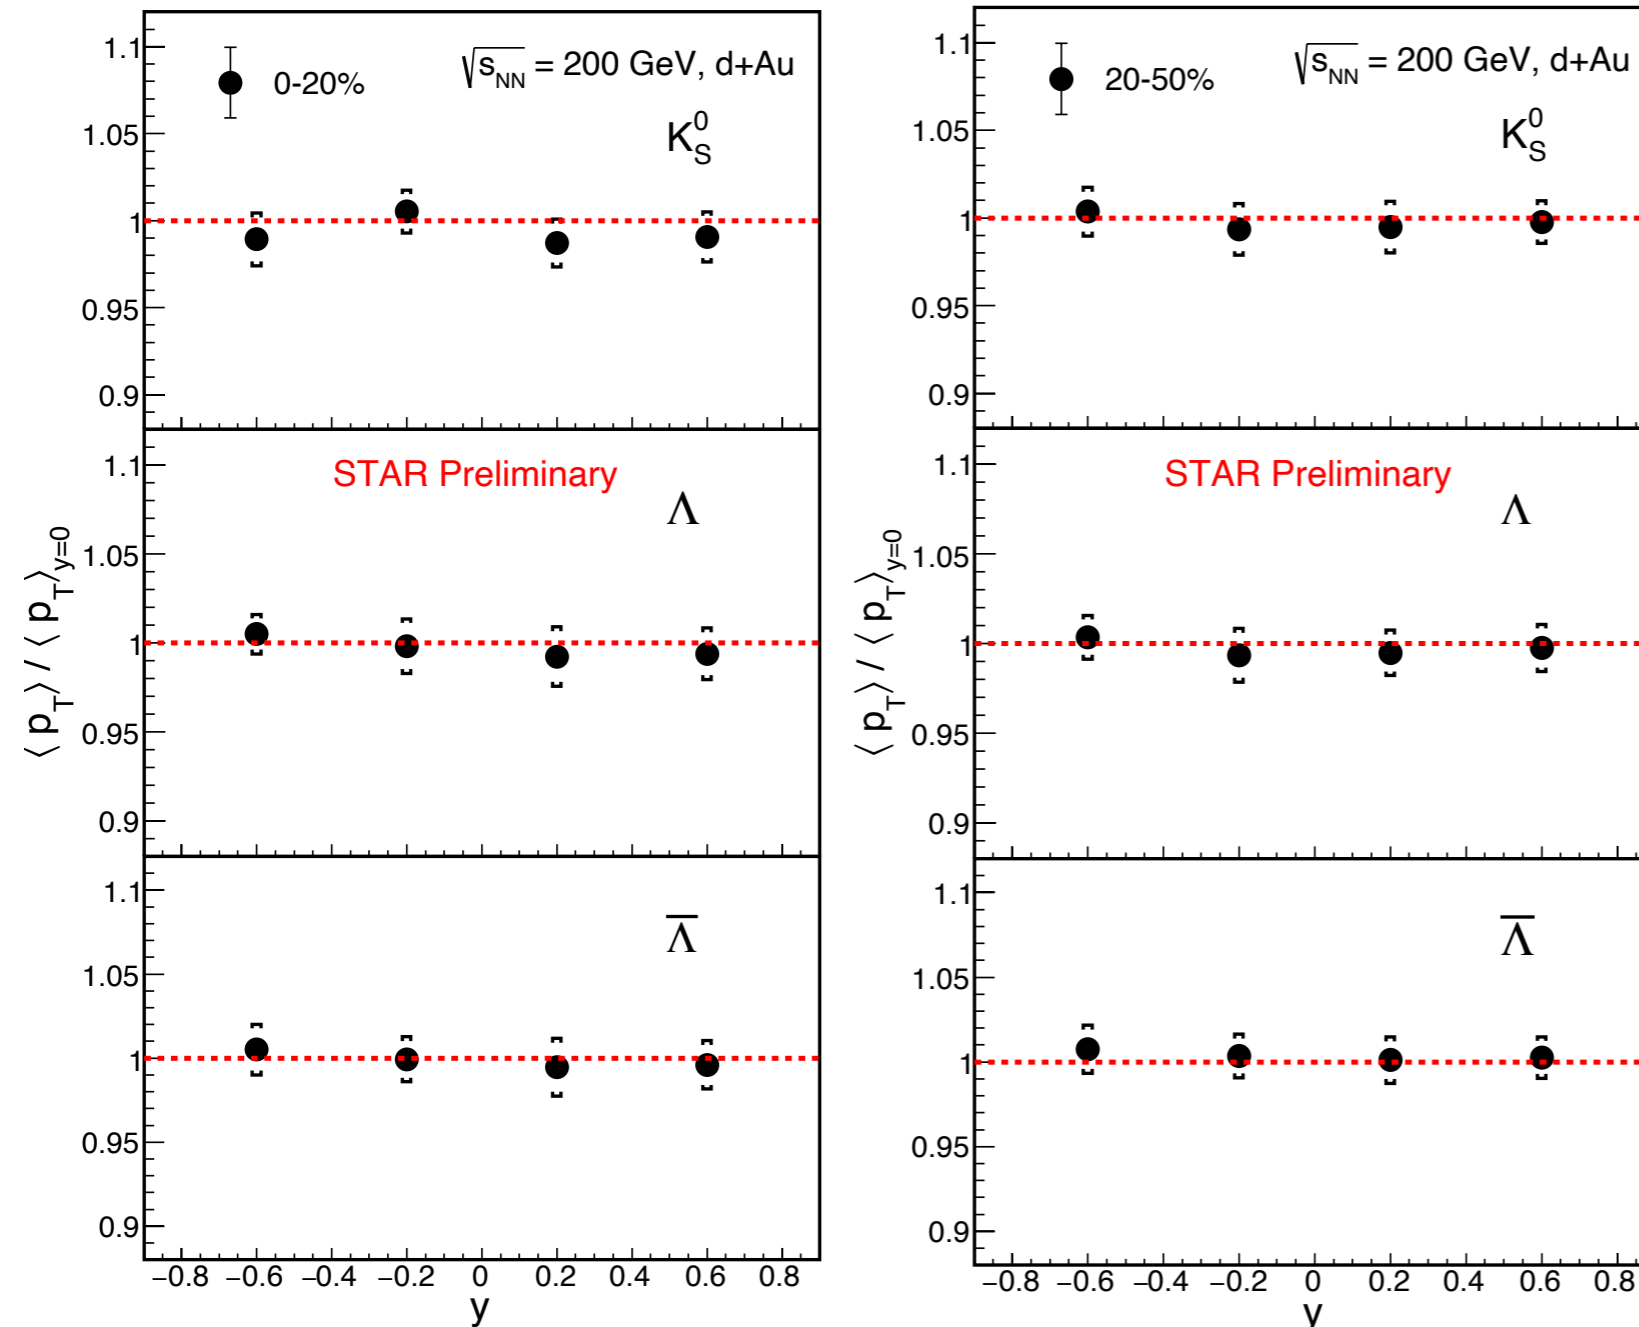 1.1
0-20%
√sNN = 200 GeV, d+Au
1.05
K⁰S
1
0.95
0.9
1.1
STAR Preliminary
Λ
1.05
1
0.95
0.9
1.1
Λ̅
1.05
1
0.95
0.9
⟨ pT⟩ / ⟨ pT⟩y=0
−0.8 −0.6 −0.4 −0.2 0 0.2 0.4 0.6 0.8
y
1.1
20-50%
√sNN = 200 GeV, d+Au
1.05
K⁰S
1
0.95
0.9
1.1
STAR Preliminary
Λ
1.05
1
0.95
0.9
1.1
Λ̅
1.05
1
0.95
0.9
⟨ pT⟩ / ⟨ pT⟩y=0
−0.8 −0.6 −0.4 −0.2 0 0.2 0.4 0.6 0.8
y